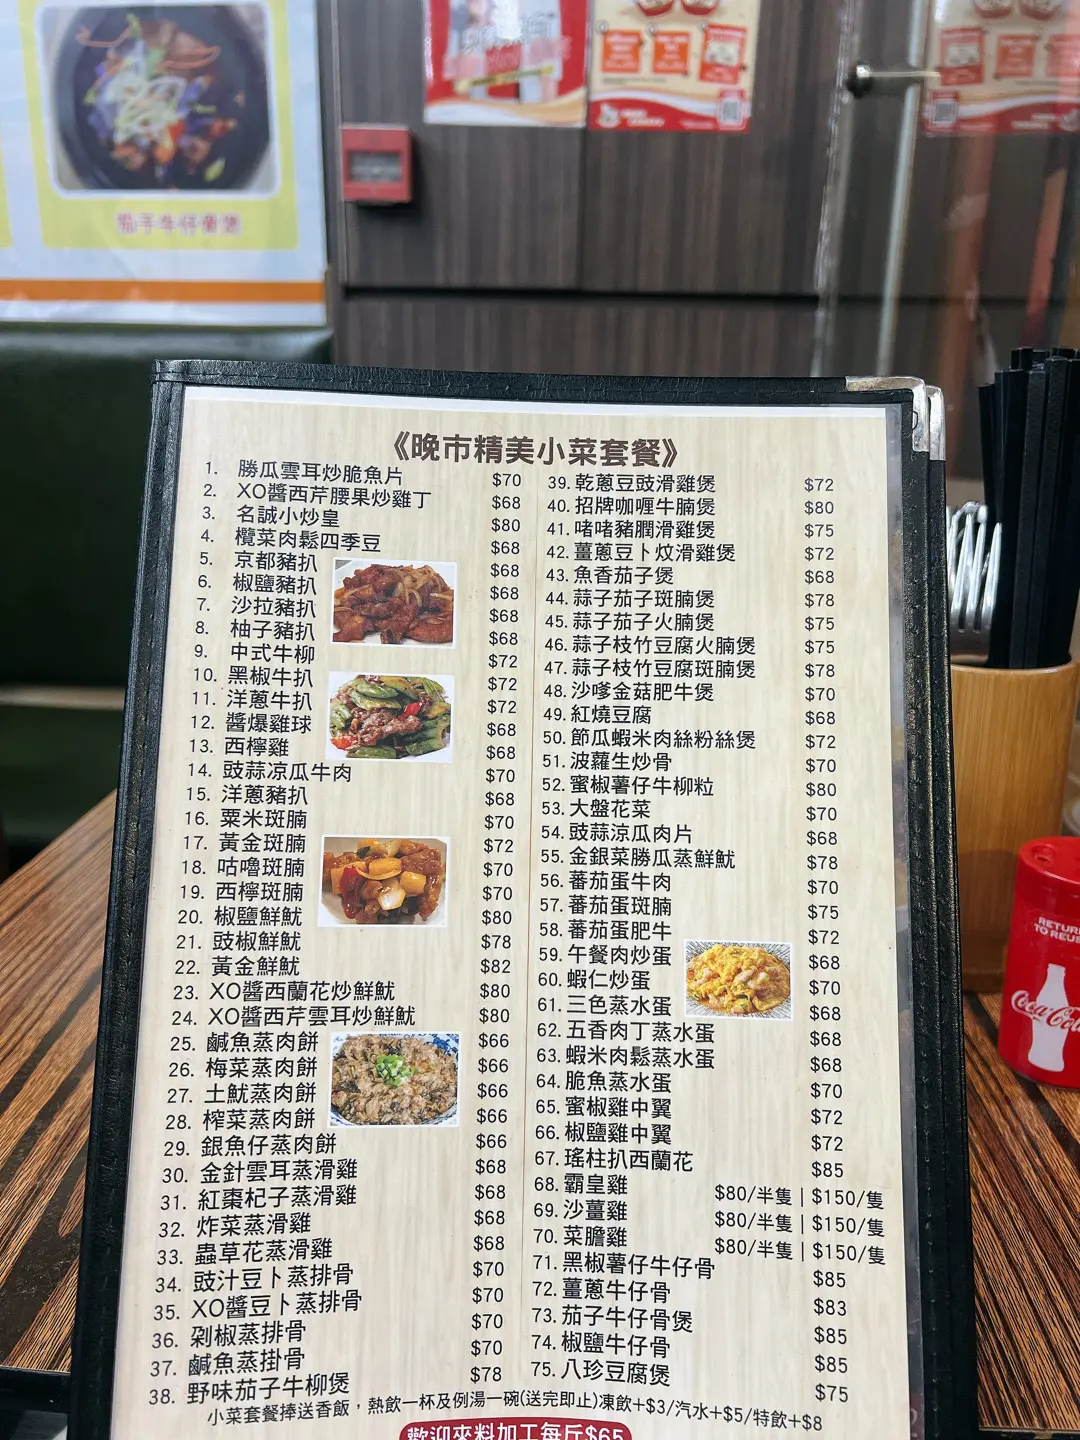 茄子牛仔骨煲
《晚市精美小菜套餐》
1. 勝瓜雲耳炒脆魚片 $70
2. XO醬西芹腰果炒雞丁 $68
3. 名誠小炒皇 $80
4. 欖菜肉鬆四季豆 $68
5. 京都豬扒 $68
6. 椒鹽豬扒 $68
7. 沙拉豬扒 $68
8. 柚子豬扒 $68
9. 中式牛柳 $72
10. 黑椒牛扒 $72
11. 洋蔥牛扒 $72
12. 醬爆雞球 $68
13. 西檸雞 $68
14. 豉蒜凉瓜牛肉 $70
15. 洋蔥豬扒 $68
16. 粟米斑腩 $70
17. 黃金斑腩 $72
18. 咕嚕斑腩 $70
19. 西檸斑腩 $70
20. 椒鹽鮮魷 $80
21. 豉椒鮮魷 $78
22. 黃金鮮魷 $82
23. XO醬西蘭花炒鮮魷 $80
24. XO醬西芹雲耳炒鮮魷 $80
25. 鹹魚蒸肉餅 $66
26. 梅菜蒸肉餅 $66
27. 土魷蒸肉餅 $66
28. 榨菜蒸肉餅 $66
29. 銀魚仔蒸肉餅 $66
30. 金針雲耳蒸滑雞 $68
31. 紅棗杞子蒸滑雞 $68
32. 炸菜蒸滑雞 $68
33. 蟲草花蒸滑雞 $68
34. 豉汁豆卜蒸排骨 $70
35. XO醬豆卜蒸排骨 $70
36. 剁椒蒸排骨 $70
37. 鹹魚蒸掛骨 $70
38. 野味茄子牛柳煲 $78
39. 乾蔥豆豉滑雞煲 $72
40. 招牌咖喱牛腩煲 $80
41. 啫啫豬膶滑雞煲 $75
42. 薑蔥豆卜炆滑雞煲 $72
43. 魚香茄子煲 $68
44. 蒜子茄子斑腩煲 $78
45. 蒜子茄子火腩煲 $75
46. 蒜子枝竹豆腐火腩煲 $75
47. 蒜子枝竹豆腐斑腩煲 $78
48. 沙嗲金菇肥牛煲 $70
49. 紅燒豆腐 $68
50. 節瓜蝦米肉絲粉絲煲 $72
51. 波蘿生炒骨 $70
52. 蜜椒薯仔牛柳粒 $80
53. 大盤花菜 $70
54. 豉蒜涼瓜肉片 $68
55. 金銀菜勝瓜蒸鮮魷 $78
56. 蕃茄蛋牛肉 $70
57. 蕃茄蛋斑腩 $75
58. 蕃茄蛋肥牛 $72
59. 午餐肉炒蛋 $68
60. 蝦仁炒蛋 $70
61. 三色蒸水蛋 $68
62. 五香肉丁蒸水蛋 $68
63. 蝦米肉鬆蒸水蛋 $68
64. 脆魚蒸水蛋 $70
65. 蜜椒雞中翼 $72
66. 椒鹽雞中翼 $72
67. 瑤柱扒西蘭花 $85
68. 霸皇雞 $80/半隻 | $150/隻
69. 沙薑雞 $80/半隻 | $150/隻
70. 菜膽雞 $80/半隻 | $150/隻
71. 黑椒薯仔牛仔骨 $85
72. 薑蔥牛仔骨 $83
73. 茄子牛仔骨煲 $85
74. 椒鹽牛仔骨 $85
75. 八珍豆腐煲 $75
小菜套餐捧送香飯，熱飲一杯及例湯一碗(送完即止)凍飲+$3/汽水+$5/特飲+$8
歡迎來料加工每斤$65
RETURN
TO REUSE
Coca-Cola